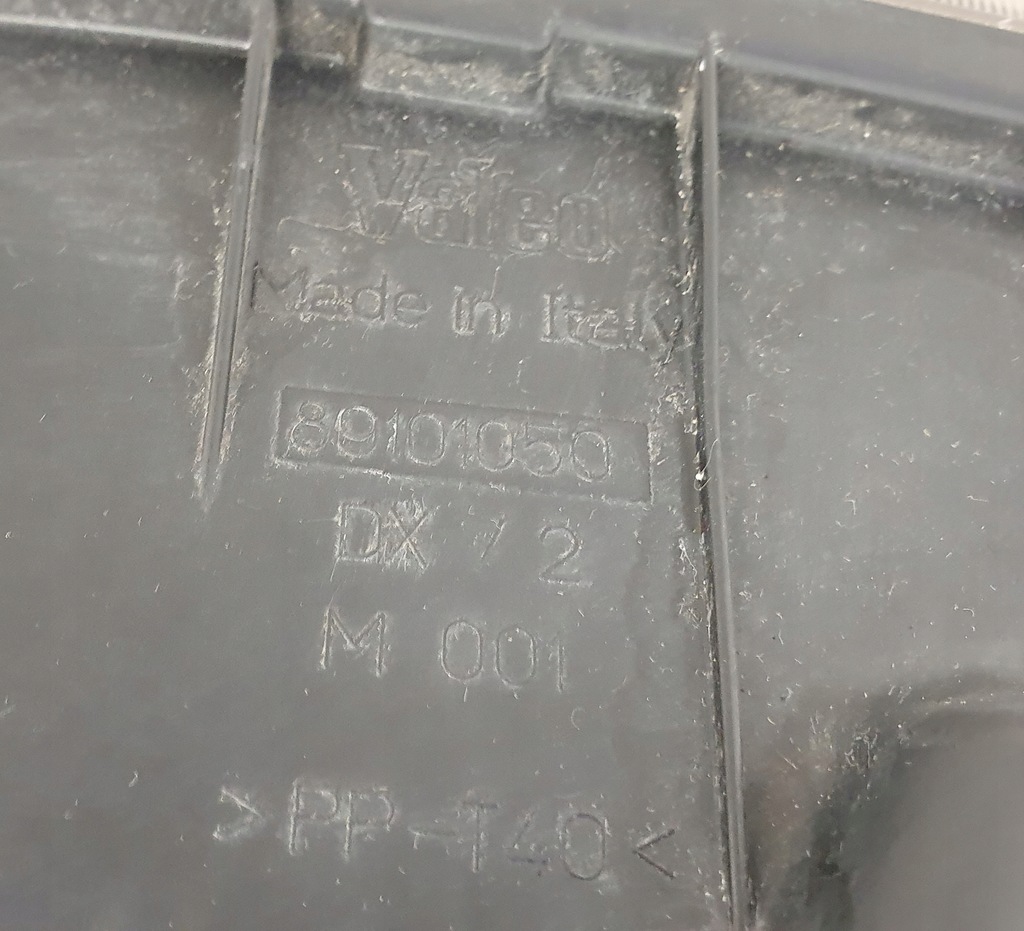 Valeo
Made in Italy
89101050
DX / 2
M 001
>PP-T40<